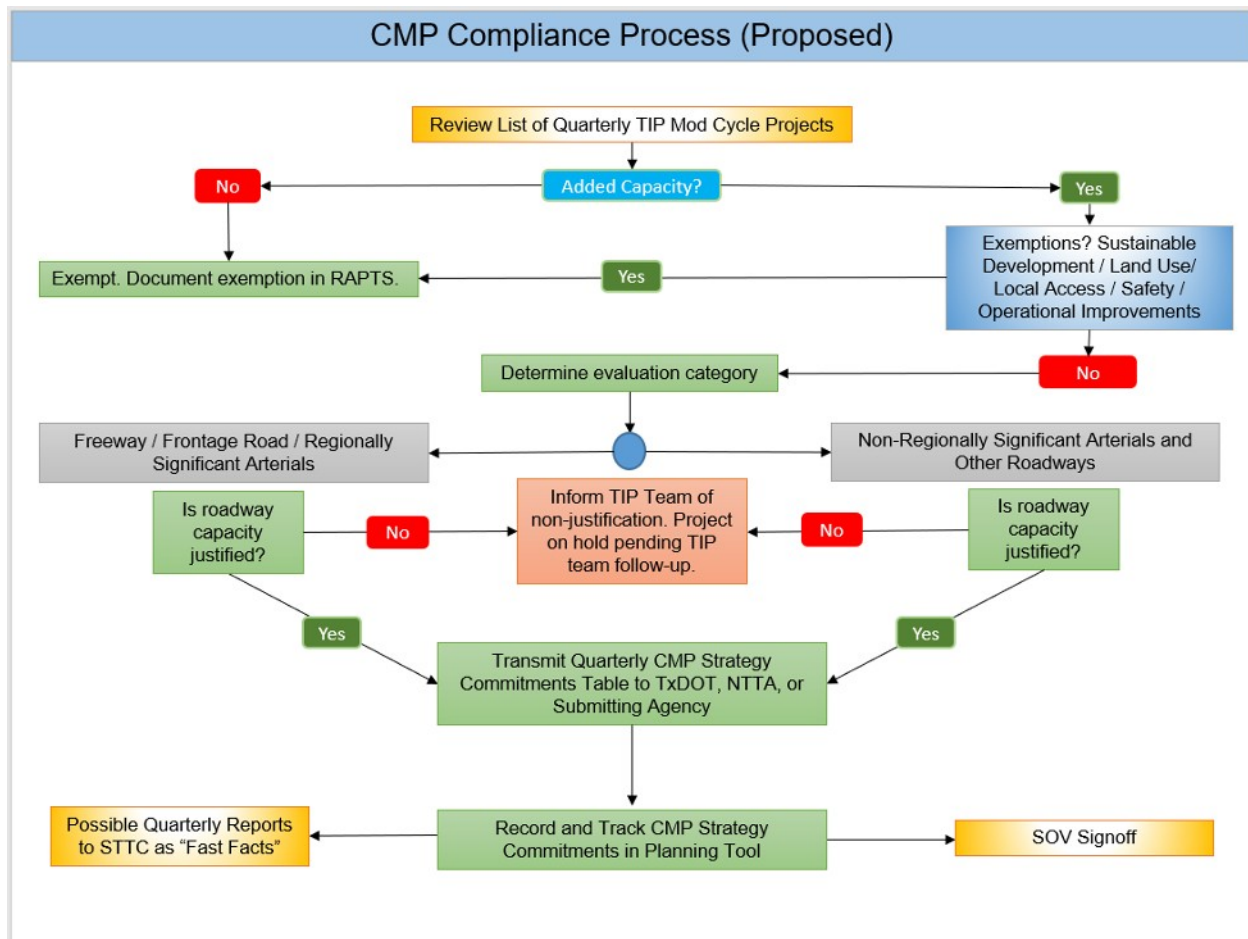 CMP Compliance Process (Proposed)
Review List of Quarterly TIP Mod Cycle Projects
No
Added Capacity?
Yes
Exempt. Document exemption in RAPTS.
Yes
Exemptions? Sustainable
Development / Land Use/
Local Access / Safety /
Operational Improvements
Determine evaluation category
No
Freeway / Frontage Road / Regionally
Significant Arterials
Non-Regionally Significant Arterials and
Other Roadways
Is roadway
capacity
justified?
No
Inform TIP Team of
non-justification. Project
on hold pending TIP
team follow-up.
No
Is roadway
capacity
justified?
Yes
Yes
Transmit Quarterly CMP Strategy
Commitments Table to TxDOT, NTTA, or
Submitting Agency
Possible Quarterly Reports
to STTC as “Fast Facts”
Record and Track CMP Strategy
Commitments in Planning Tool
SOV Signoff